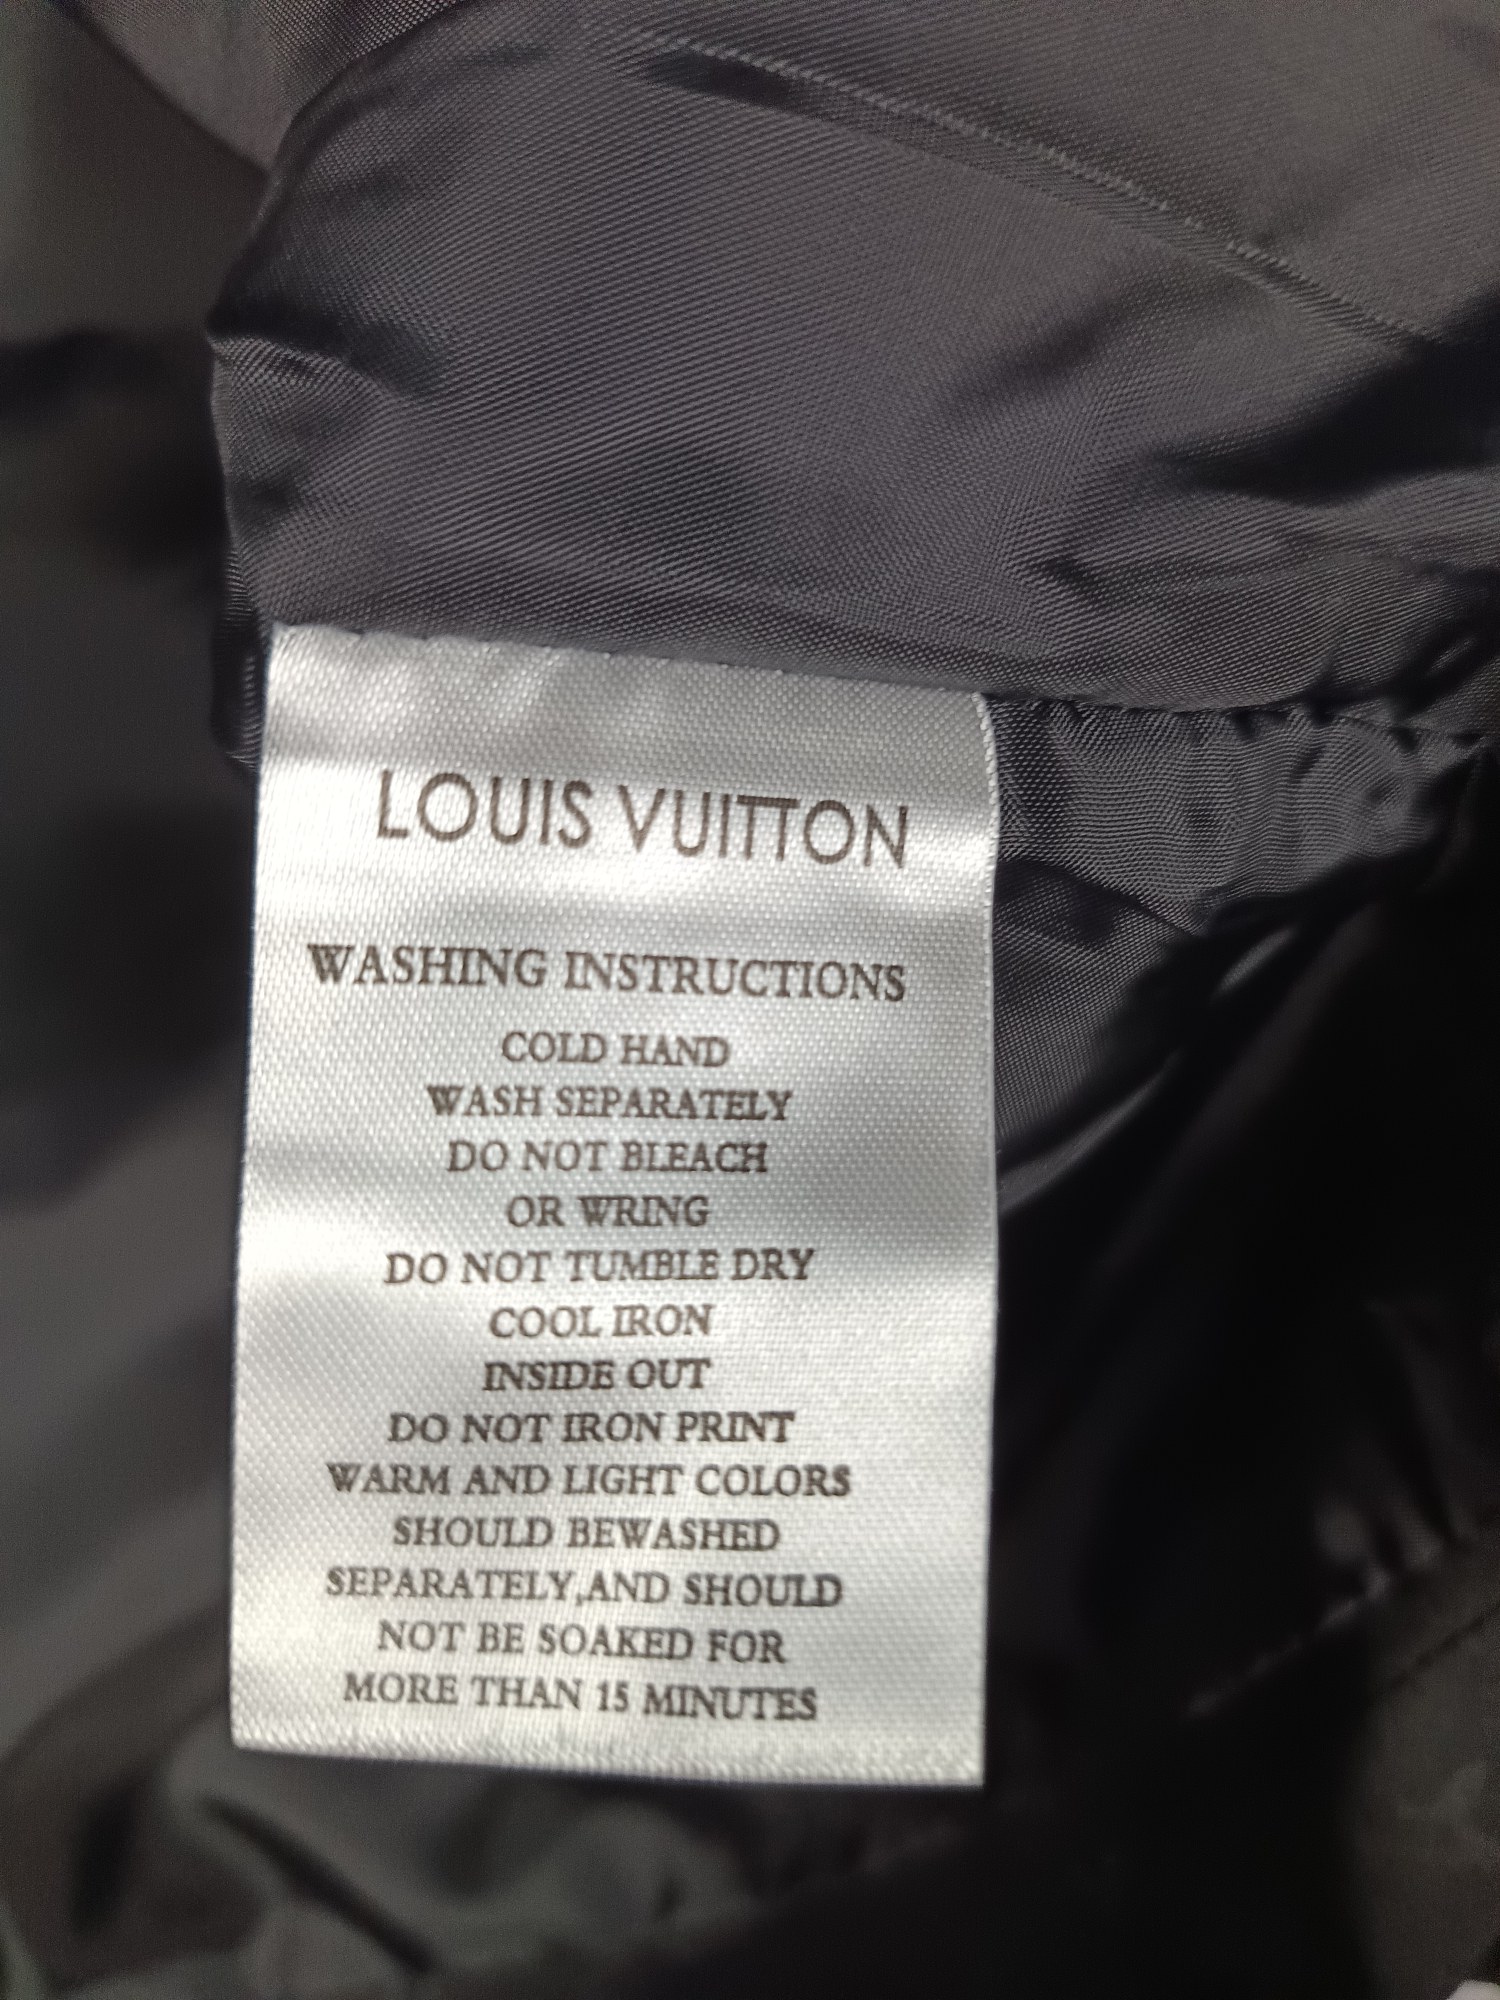 LOUIS VUITTON
WASHING INSTRUCTIONS
COLD HAND
WASH SEPARATELY
DO NOT BLEACH
OR WRING
DO NOT TUMBLE DRY
COOL IRON
INSIDE OUT
DO NOT IRON PRINT
WARM AND LIGHT COLORS
SHOULD BEWASHED
SEPARATELY,AND SHOULD
NOT BE SOAKED FOR
MORE THAN 15 MINUTES